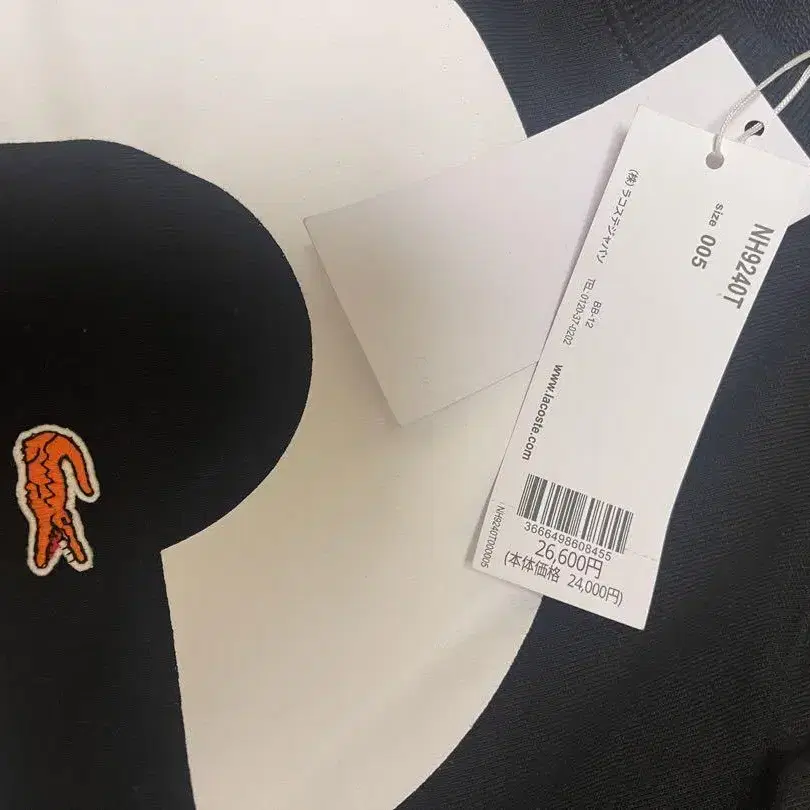 NH9240T
size 005
BB-12
(株)ラコステジャパン TEL:0120-37-0202
www.lacoste.com
3666498608455
NH9240T000005
26,600円
(本体価格 24,000円)